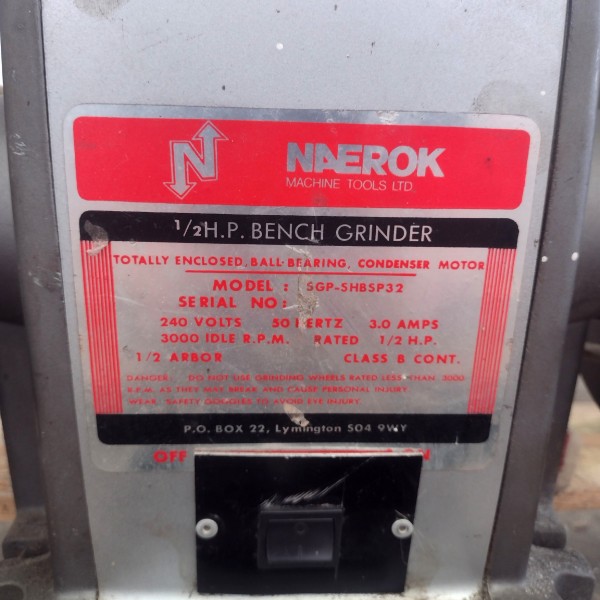 N
NAEROK
MACHINE TOOLS LTD.
1/2 H.P. BENCH GRINDER
TOTALLY ENCLOSED, BALL-BEARING, CONDENSER MOTOR
MODEL : SGP-SHBSP32
SERIAL NO:
240 VOLTS 50 HERTZ 3.0 AMPS
3000 IDLE R.P.M. RATED 1/2 H.P.
1/2 ARBOR CLASS B CONT.
DANGER: DO NOT USE GRINDING WHEELS RATED LESS THAN 3000
R.P.M. AS THEY MAY BREAK AND CAUSE PERSONAL INJURY.
WEAR SAFETY GOGGLES TO AVOID EYE INJURY.
P.O. BOX 22, Lymington SO4 9WY
OFF ON